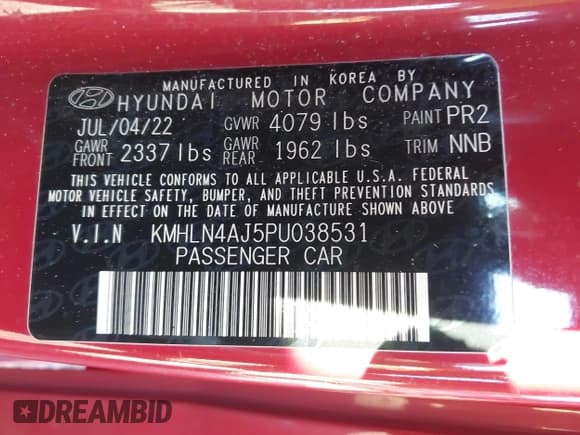 MANUFACTURED IN KOREA BY
HYUNDAI MOTOR COMPANY
JUL/04/22 GVWR 4079 lbs PAINT PR2
GAWR FRONT 2337 lbs GAWR REAR 1962 lbs TRIM NNB
THIS VEHICLE CONFORMS TO ALL APPLICABLE U.S.A. FEDERAL
MOTOR VEHICLE SAFETY, BUMPER, AND THEFT PREVENTION STANDARDS
IN EFFECT ON THE DATE OF MANUFACTURE SHOWN ABOVE.
V.I.N KMHLN4AJ5PU038531
PASSENGER CAR
DREAMBID